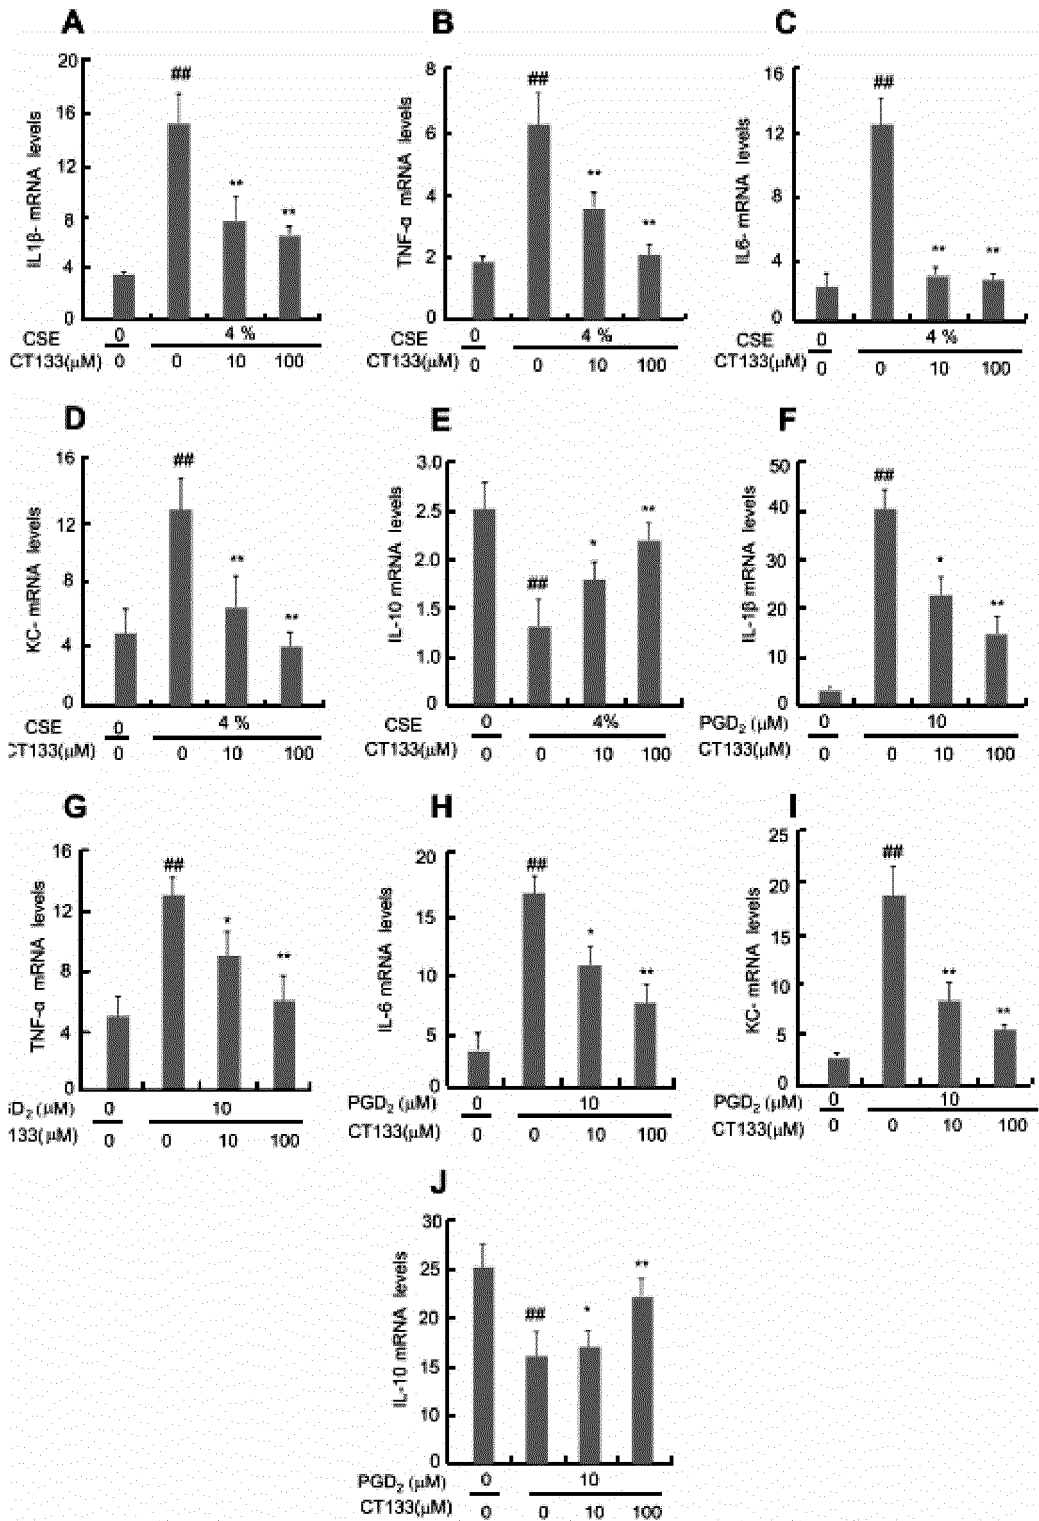 A
IL1β- mRNA levels
20
16
12
8
4
0
##
**
**
CSE 0 4 %
CT133(μM) 0 0 10 100
B
TNF-α mRNA levels
8
6
4
2
0
##
**
**
CSE 0 4%
CT133(μM) 0 0 10 100
C
IL6- mRNA levels
16
12
8
4
0
##
**
**
CSE 0 4%
CT133(μM) 0 0 10 100
D
KC- mRNA levels
16
12
8
4
0
##
**
**
CSE 0 4 %
CT133(μM) 0 0 10 100
E
IL-10 mRNA levels
3.0
2.5
2.0
1.5
1.0
0
##
*
**
CSE 0 4%
CT133(μM) 0 0 10 100
F
IL-1β mRNA levels
50
40
30
20
10
0
##
*
**
PGD₂ (μM) 0 10
CT133(μM) 0 0 10 100
G
TNF-α mRNA levels
16
12
8
4
0
##
*
**
D₂ (μM) 0 10
133(μM) 0 0 10 100
H
IL-6 mRNA levels
20
15
10
5
0
##
*
**
PGD₂ (μM) 0 10
CT133(μM) 0 0 10 100
I
KC- mRNA levels
25
20
15
10
5
0
##
**
**
PGD₂ (μM) 0 10
CT133(μM) 0 0 10 100
J
IL-10 mRNA levels
30
25
20
15
10
0
##
*
**
PGD₂ (μM) 0 10
CT133(μM) 0 0 10 100